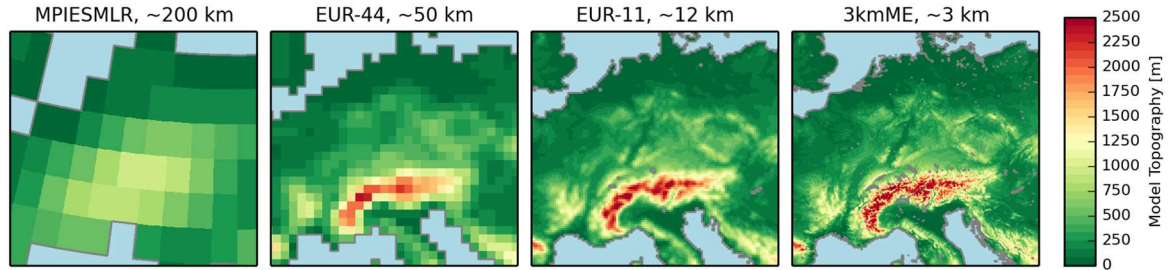 MPIESMLR, ~200 km
EUR-44, ~50 km
EUR-11, ~12 km
3kmME, ~3 km
2500
2250
2000
1750
1500
1250
1000
750
500
250
0
Model Topography [m]